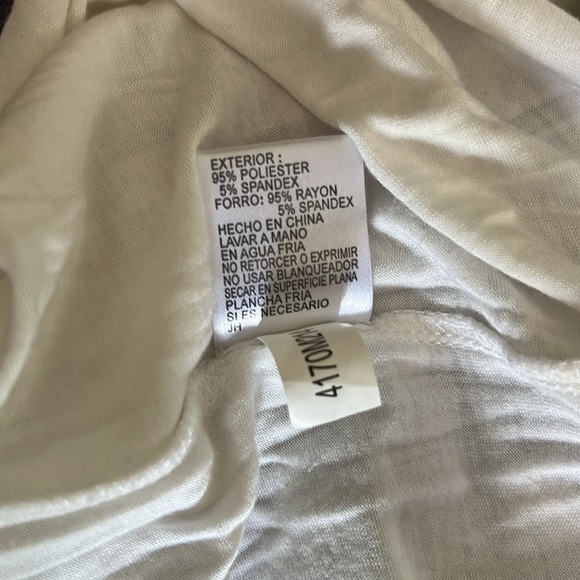 EXTERIOR :
95% POLIESTER
5% SPANDEX
FORRO: 95% RAYON
5% SPANDEX
HECHO EN CHINA
LAVAR A MANO
EN AGUA FRIA
NO RETORCER O EXPRIMIR
NO USAR BLANQUEADOR
SECAR EN SUPERFICIE PLANA
PLANCHA FRIA
SI ES NECESARIO
JH